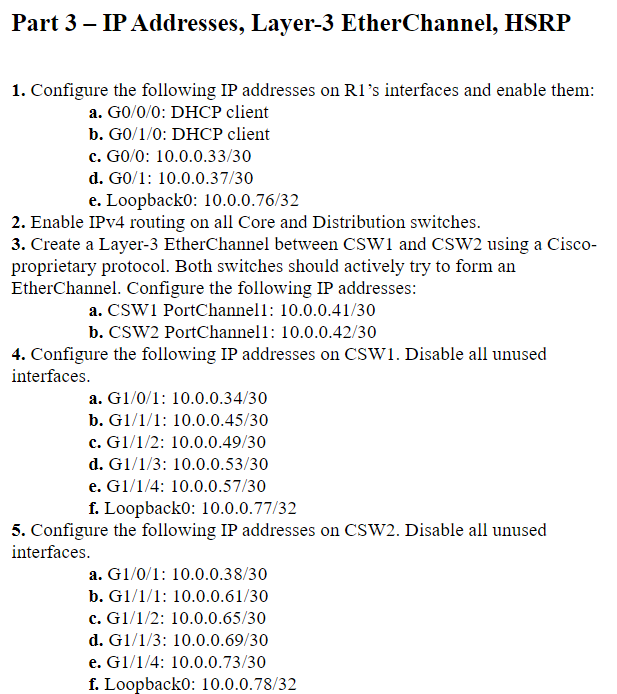 Part 3 – IP Addresses, Layer-3 EtherChannel, HSRP
1. Configure the following IP addresses on R1’s interfaces and enable them:
a. G0/0/0: DHCP client
b. G0/1/0: DHCP client
c. G0/0: 10.0.0.33/30
d. G0/1: 10.0.0.37/30
e. Loopback0: 10.0.0.76/32
2. Enable IPv4 routing on all Core and Distribution switches.
3. Create a Layer-3 EtherChannel between CSW1 and CSW2 using a Cisco-
proprietary protocol. Both switches should actively try to form an
EtherChannel. Configure the following IP addresses:
a. CSW1 PortChannel1: 10.0.0.41/30
b. CSW2 PortChannel1: 10.0.0.42/30
4. Configure the following IP addresses on CSW1. Disable all unused
interfaces.
a. G1/0/1: 10.0.0.34/30
b. G1/1/1: 10.0.0.45/30
c. G1/1/2: 10.0.0.49/30
d. G1/1/3: 10.0.0.53/30
e. G1/1/4: 10.0.0.57/30
f. Loopback0: 10.0.0.77/32
5. Configure the following IP addresses on CSW2. Disable all unused
interfaces.
a. G1/0/1: 10.0.0.38/30
b. G1/1/1: 10.0.0.61/30
c. G1/1/2: 10.0.0.65/30
d. G1/1/3: 10.0.0.69/30
e. G1/1/4: 10.0.0.73/30
f. Loopback0: 10.0.0.78/32